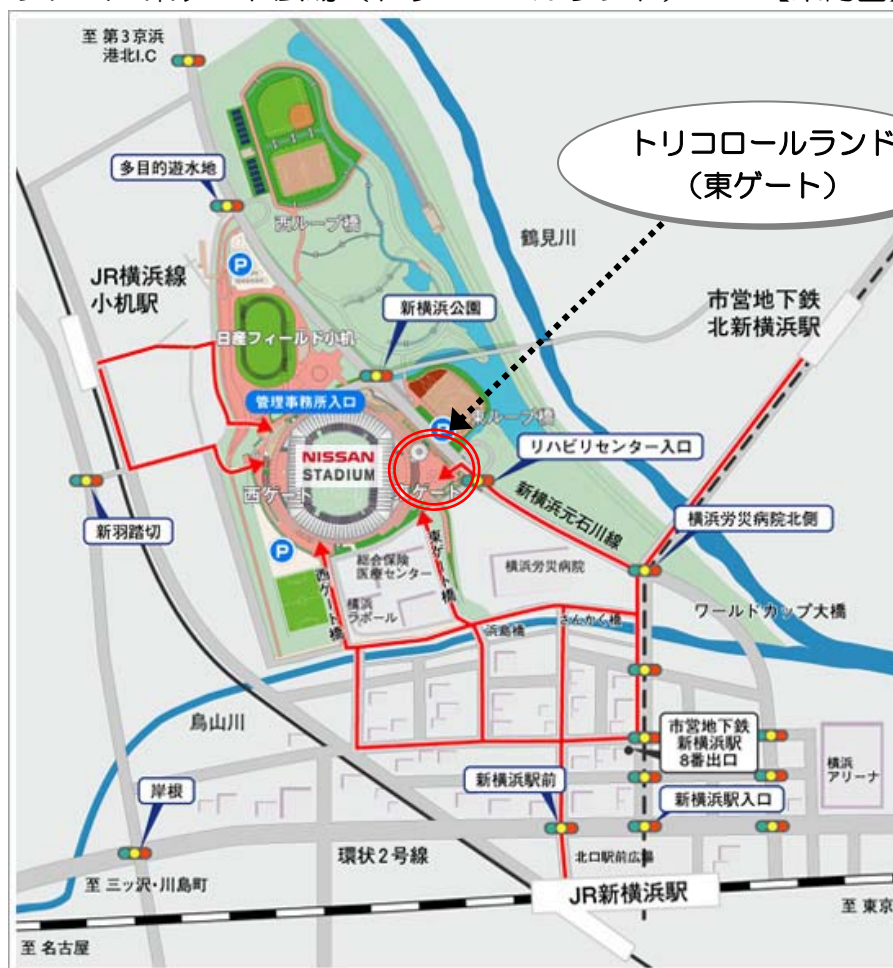 至 第3京浜
港北I.C
トリコロールランド
（東ゲート）
多目的遊水地
西ループ橋
鶴見川
P
JR横浜線
小机駅
新横浜公園
市営地下鉄
北新横浜駅
日産フィールド小机
管理事務所入口
東ループ橋
P
NISSAN
STADIUM
リハビリセンター入口
西ゲート
ゲート
新横浜元石川線
新羽踏切
横浜労災病院北側
P
総合保険
医療センター
東ゲート橋
横浜労災病院
西ゲート橋
横浜
ラポール
ワールドカップ大橋
浜鳥橋
さんかく橋
鳥山川
市営地下鉄
新横浜駅
8番出口
横浜
アリーナ
岸根
新横浜駅前
新横浜駅入口
環状2号線
北口駅前広場
至 三ッ沢・川島町
JR新横浜駅
至 東京
至 名古屋